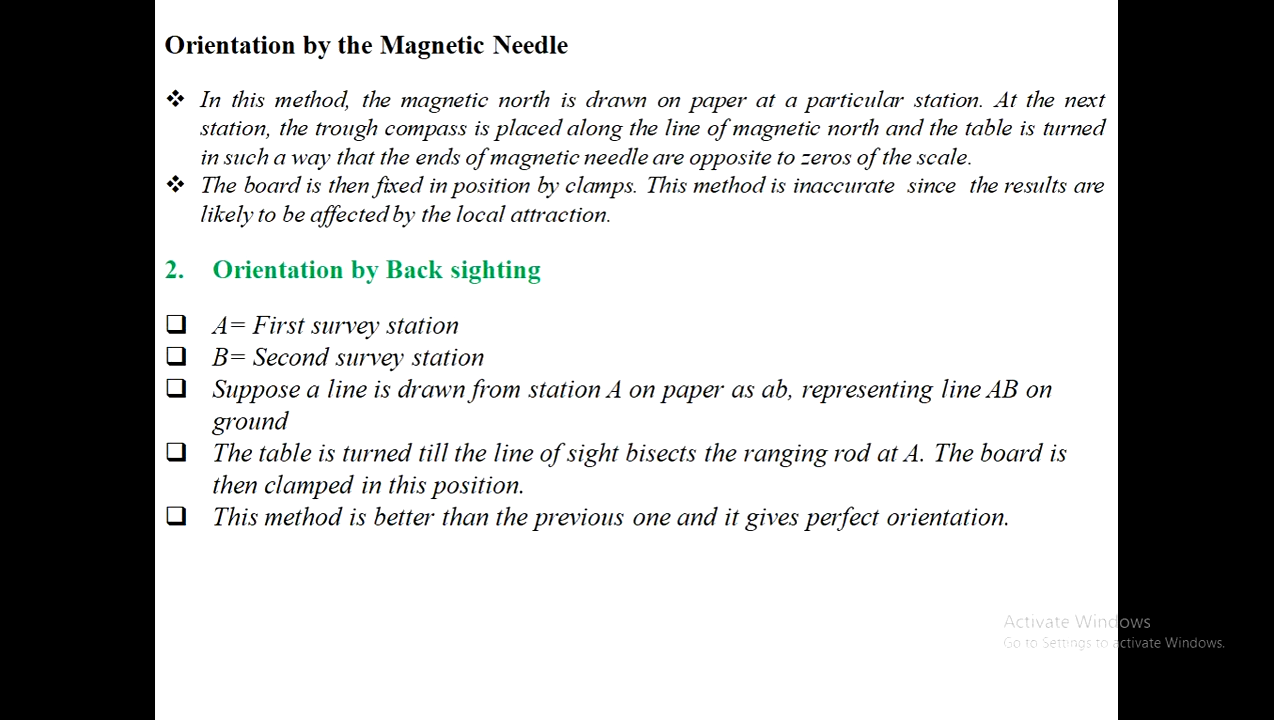 Orientation by the Magnetic Needle
❖ In this method, the magnetic north is drawn on paper at a particular station. At the next
station, the trough compass is placed along the line of magnetic north and the table is turned
in such a way that the ends of magnetic needle are opposite to zeros of the scale.
❖ The board is then fixed in position by clamps. This method is inaccurate since the results are
likely to be affected by the local attraction.
2. Orientation by Back sighting
❑ A= First survey station
❑ B= Second survey station
❑ Suppose a line is drawn from station A on paper as ab, representing line AB on
ground
❑ The table is turned till the line of sight bisects the ranging rod at A. The board is
then clamped in this position.
❑ This method is better than the previous one and it gives perfect orientation.
Activate Windows
Go to Settings to activate Windows.